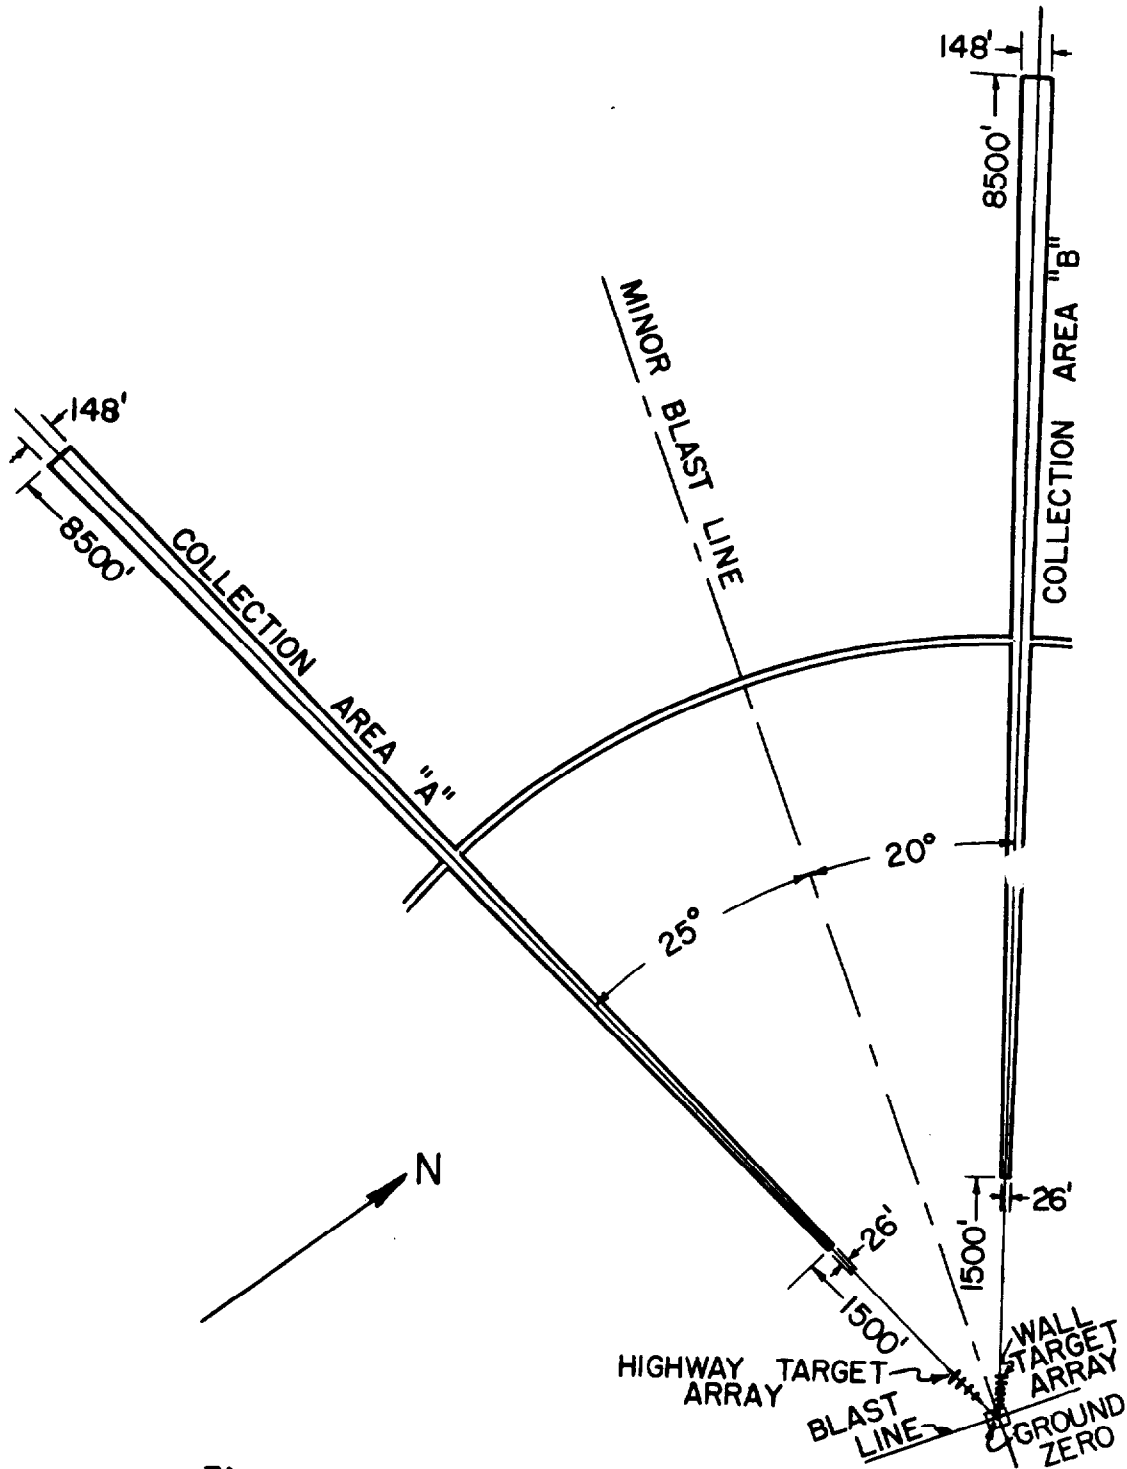 148'
8500'
COLLECTION AREA "B"
MINOR BLAST LINE
148'
8500'
COLLECTION AREA "A"
20°
25°
N
26'
1500'
26'
1500'
WALL
TARGET
ARRAY
HIGHWAY TARGET
ARRAY
BLAST
LINE
GROUND
ZERO